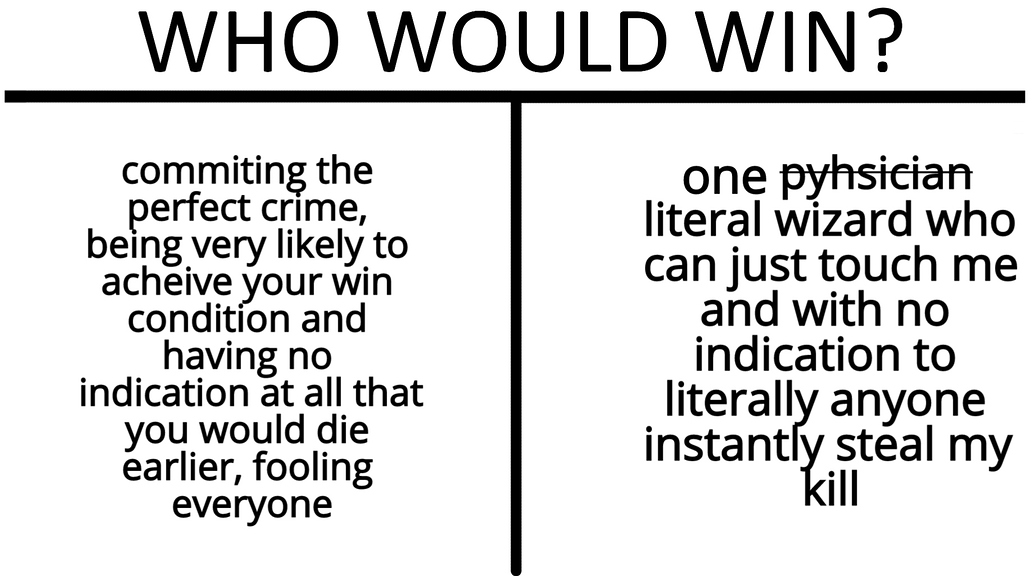 WHO WOULD WIN?
commiting the
perfect crime,
being very likely to
acheive your win
condition and
having no
indication at all that
you would die
earlier, fooling
everyone
one pyhsician
literal wizard who
can just touch me
and with no
indication to
literally anyone
instantly steal my
kill